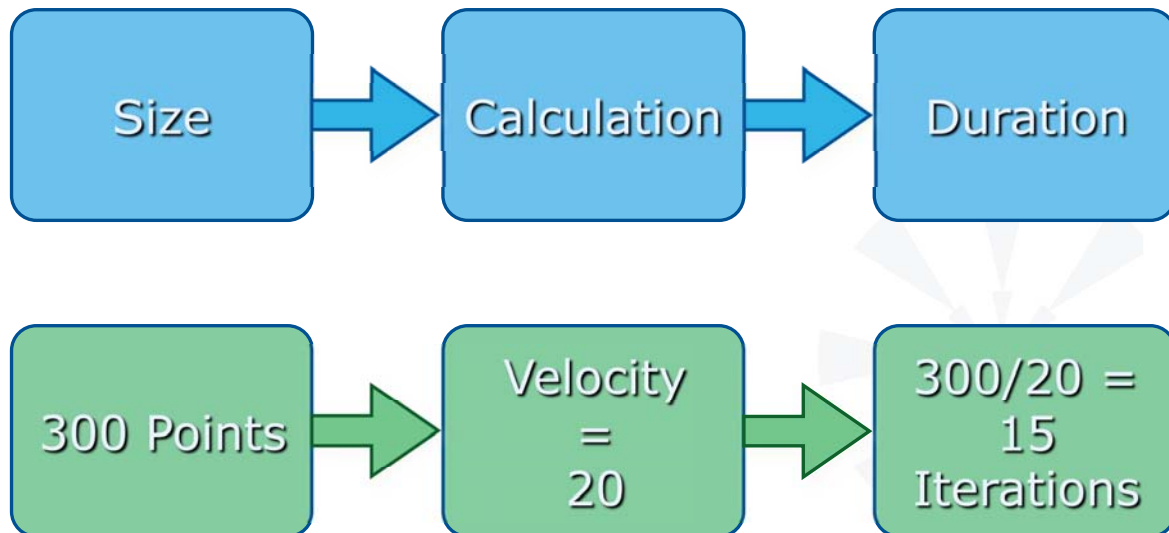 Size
Calculation
Duration
300 Points
Velocity
=
20
300/20 =
15
Iterations